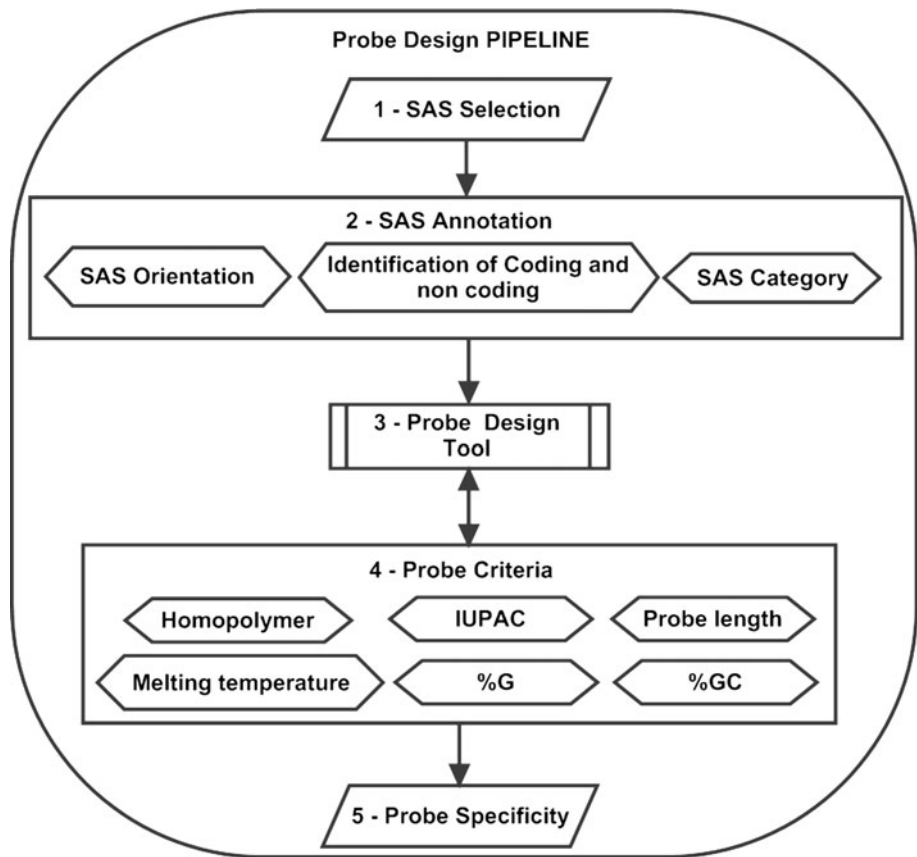 Probe Design PIPELINE
1 - SAS Selection
2 - SAS Annotation
SAS Orientation
Identification of Coding and
non coding
SAS Category
3 - Probe Design
Tool
4 - Probe Criteria
Homopolymer
IUPAC
Probe length
Melting temperature
%G
%GC
5 - Probe Specificity